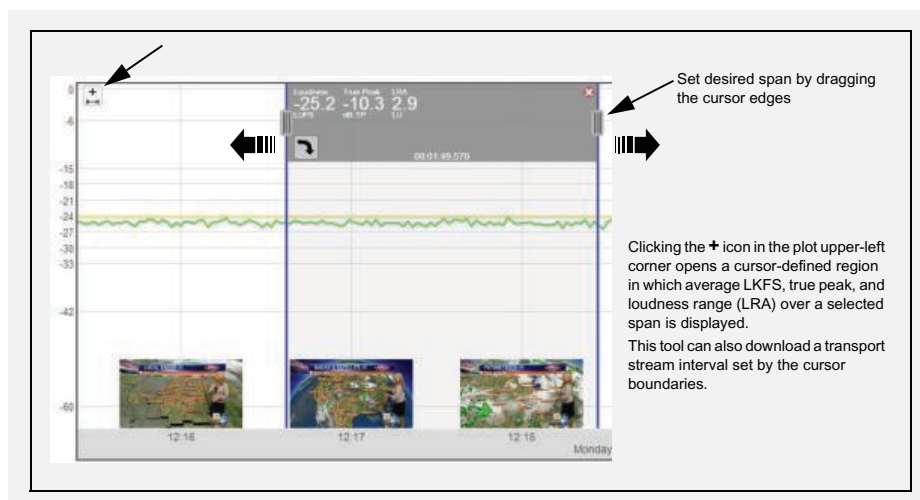 Set desired span by dragging
the cursor edges
Loudness True Peak LRA
-25.2 -10.3 2.9
LUFS dB TP LU
00:01:49.570
0
-6
-15
-18
-21
-24
-27
-30
-33
-42
-60
Clicking the + icon in the plot upper-left
corner opens a cursor-defined region
in which average LKFS, true peak, and
loudness range (LRA) over a selected
span is displayed.
This tool can also download a transport
stream interval set by the cursor
boundaries.
12:16 12:17 12:18
Monday